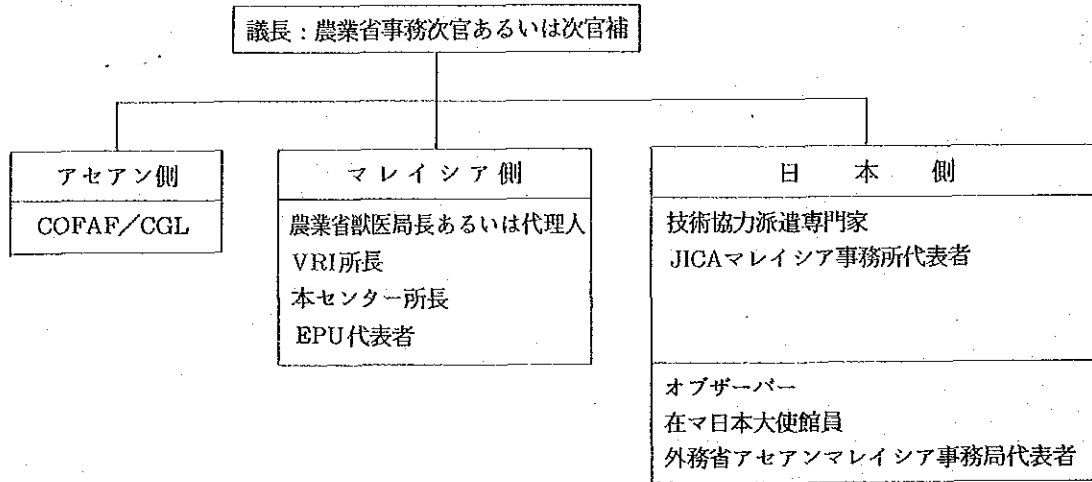 議長：農業省事務次官あるいは次官補
アセアン側
COFAF／CGL
マレイシア側
農業省獣医局長あるいは代理人
VRI所長
本センター所長
EPU代表者
日本側
技術協力派遣専門家
JICAマレイシア事務所代表者
オブザーバー
在マ日本大使館員
外務省アセアンマレイシア事務局代表者